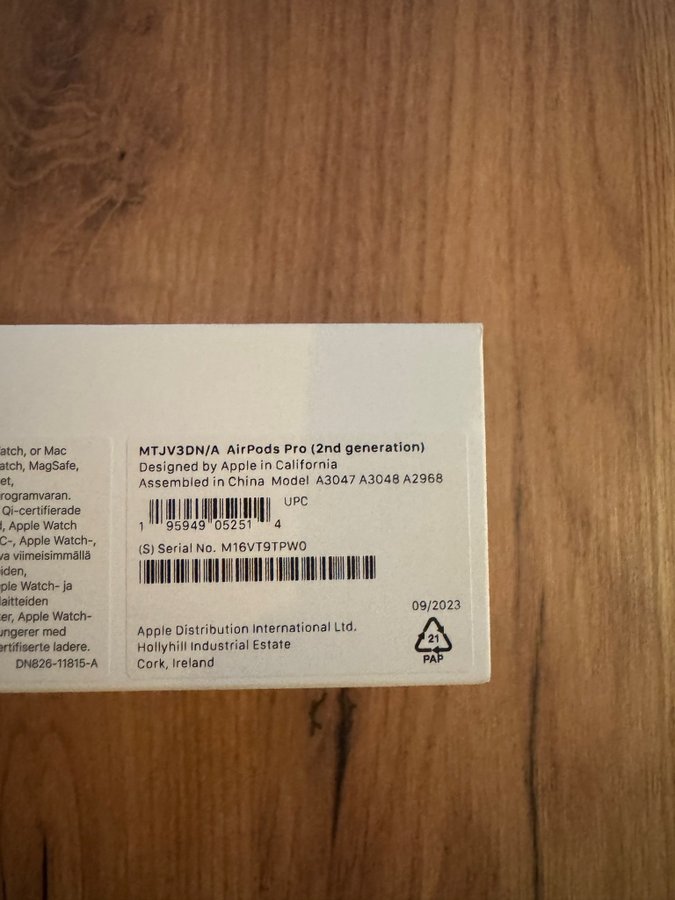 atch, or Mac
atch, MagSafe,
et,
rogramvaran.
Qi-certifierade
d, Apple Watch
C-, Apple Watch-,
va viimeisimmällä
iden,
ple Watch- ja
laitteiden
ter, Apple Watch-
ungerer med
ertifiserte ladere.
DN826-11815-A
MTJV3DN/A AirPods Pro (2nd generation)
Designed by Apple in California
Assembled in China Model A3047 A3048 A2968
UPC
1 95949 05251 4
(S) Serial No. M16VT9TPW0
09/2023
Apple Distribution International Ltd.
Hollyhill Industrial Estate
Cork, Ireland
21
PAP